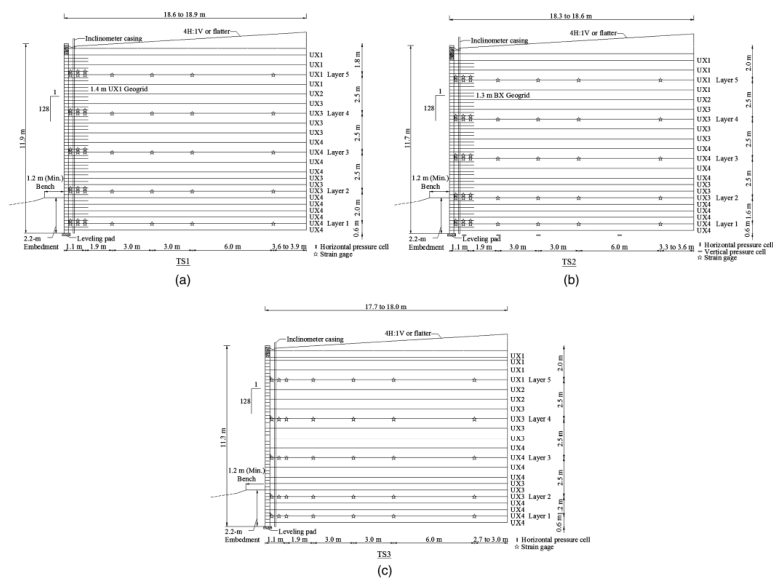 18.6 to 18.9 m
4H:1V or flatter
Inclinometer casing
UX1
UX1
UX1 Layer 5
1.4 m UX1 Geogrid
UX1
UX2
UX3
UX3 Layer 4
UX3
UX3
UX4
UX4 Layer 3
UX4
UX4
UX3
UX3
UX3 Layer 2
UX4
UX4
UX4
UX4 Layer 1
UX4
1
128
11.9 m
1.2 m (Min.)
Bench
2.2-m
Embedment
Leveling pad
1.8 m
2.5 m
2.5 m
2.5 m
2.0 m
0.6 m
1.1 m 1.9 m 3.0 m 3.0 m 6.0 m 3.6 to 3.9 m
Horizontal pressure cell
Strain gage
TS1
(a)
18.3 to 18.6 m
4H:1V or flatter
Inclinometer casing
UX1
UX1
UX1 Layer 5
1.3 m BX Geogrid
UX1
UX2
UX3
UX3 Layer 4
UX3
UX3
UX4
UX4 Layer 3
UX4
UX4
UX3
UX3 Layer 2
UX4
UX4
UX4 Layer 1
UX4
1
128
11.7 m
1.2 m (Min.)
Bench
2.2-m
Embedment
Leveling pad
2.0 m
2.5 m
2.5 m
2.5 m
1.6 m
0.6 m
1.1 m 1.9 m 3.0 m 3.0 m 6.0 m 3.3 to 3.6 m
Horizontal pressure cell
Vertical pressure cell
Strain gage
TS2
(b)
17.7 to 18.0 m
4H:1V or flatter
Inclinometer casing
UX1
UX1
UX1
UX1 Layer 5
UX2
UX2
UX3
UX3 Layer 4
UX3
UX3
UX4
UX4 Layer 3
UX4
UX4
UX3
UX3
UX3 Layer 2
UX4
UX4 Layer 1
UX4
1
128
11.3 m
1.2 m (Min.)
Bench
2.2-m
Embedment
Leveling pad
2.0 m
2.5 m
2.5 m
2.5 m
1.2 m
0.6 m
1.1 m 1.9 m 3.0 m 3.0 m 6.0 m 2.7 to 3.0 m
Horizontal pressure cell
Strain gage
TS3
(c)